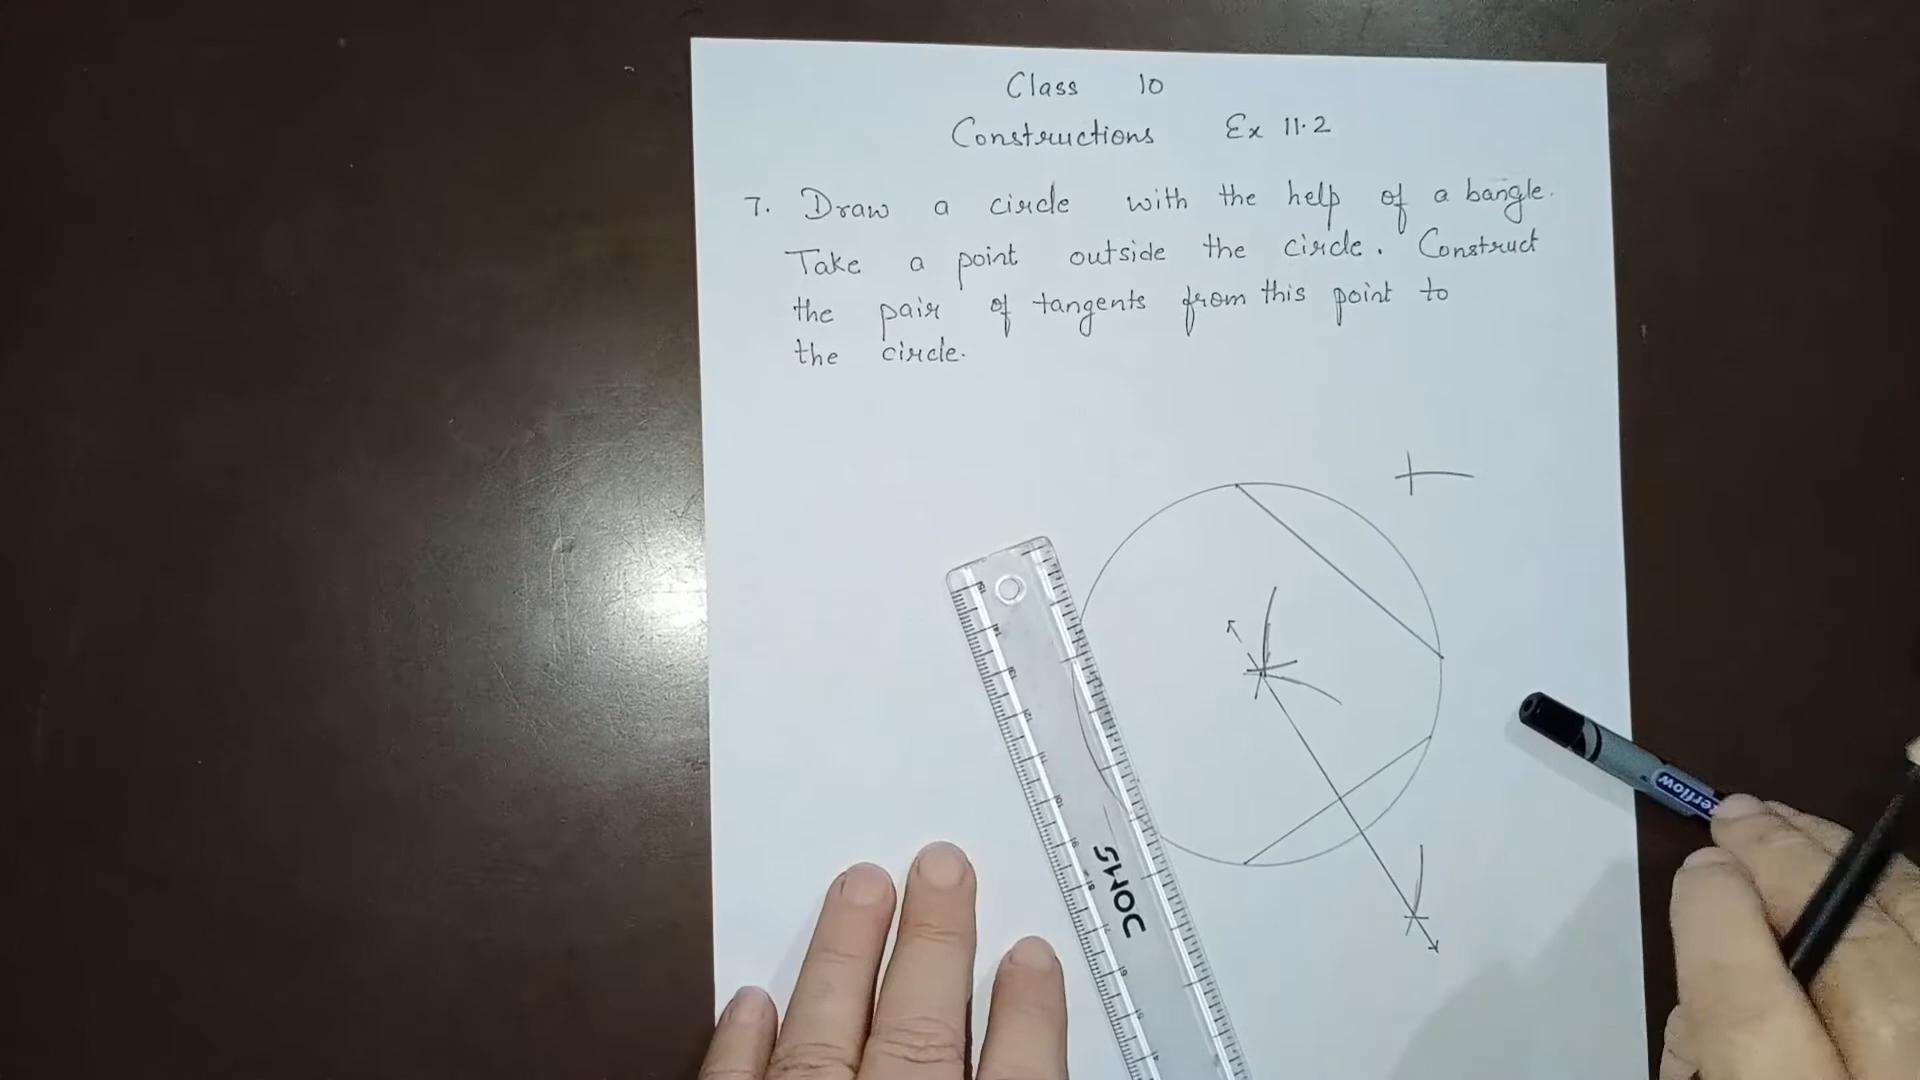 Class 10
Constructions Ex 11.2
7. Draw a circle with the help of a bangle.
Take a point outside the circle. Construct
the pair of tangents from this point to
the circle.
DOMS